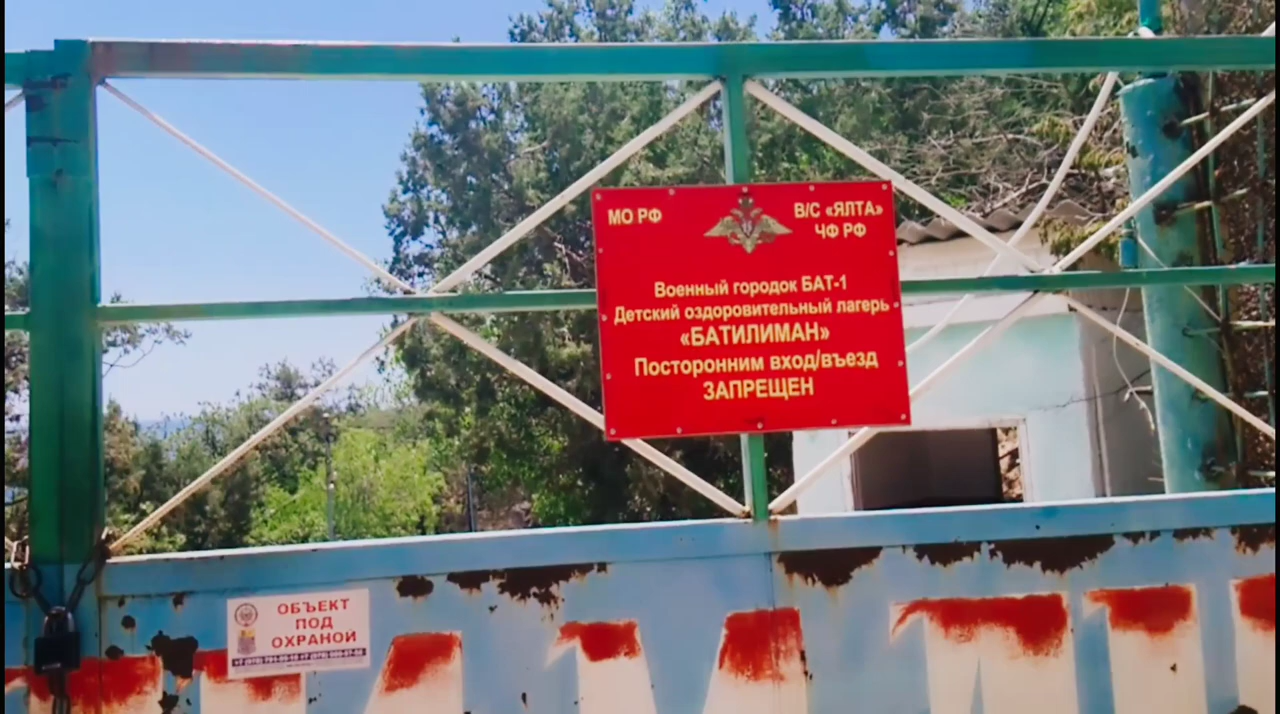 МО РФ
В/С «ЯЛТА»
ЧФ РФ
Военный городок БАТ-1
Детский оздоровительный лагерь
«БАТИЛИМАН»
Посторонним вход/въезд
ЗАПРЕЩЕН
ОБЪЕКТ
ПОД
ОХРАНОЙ